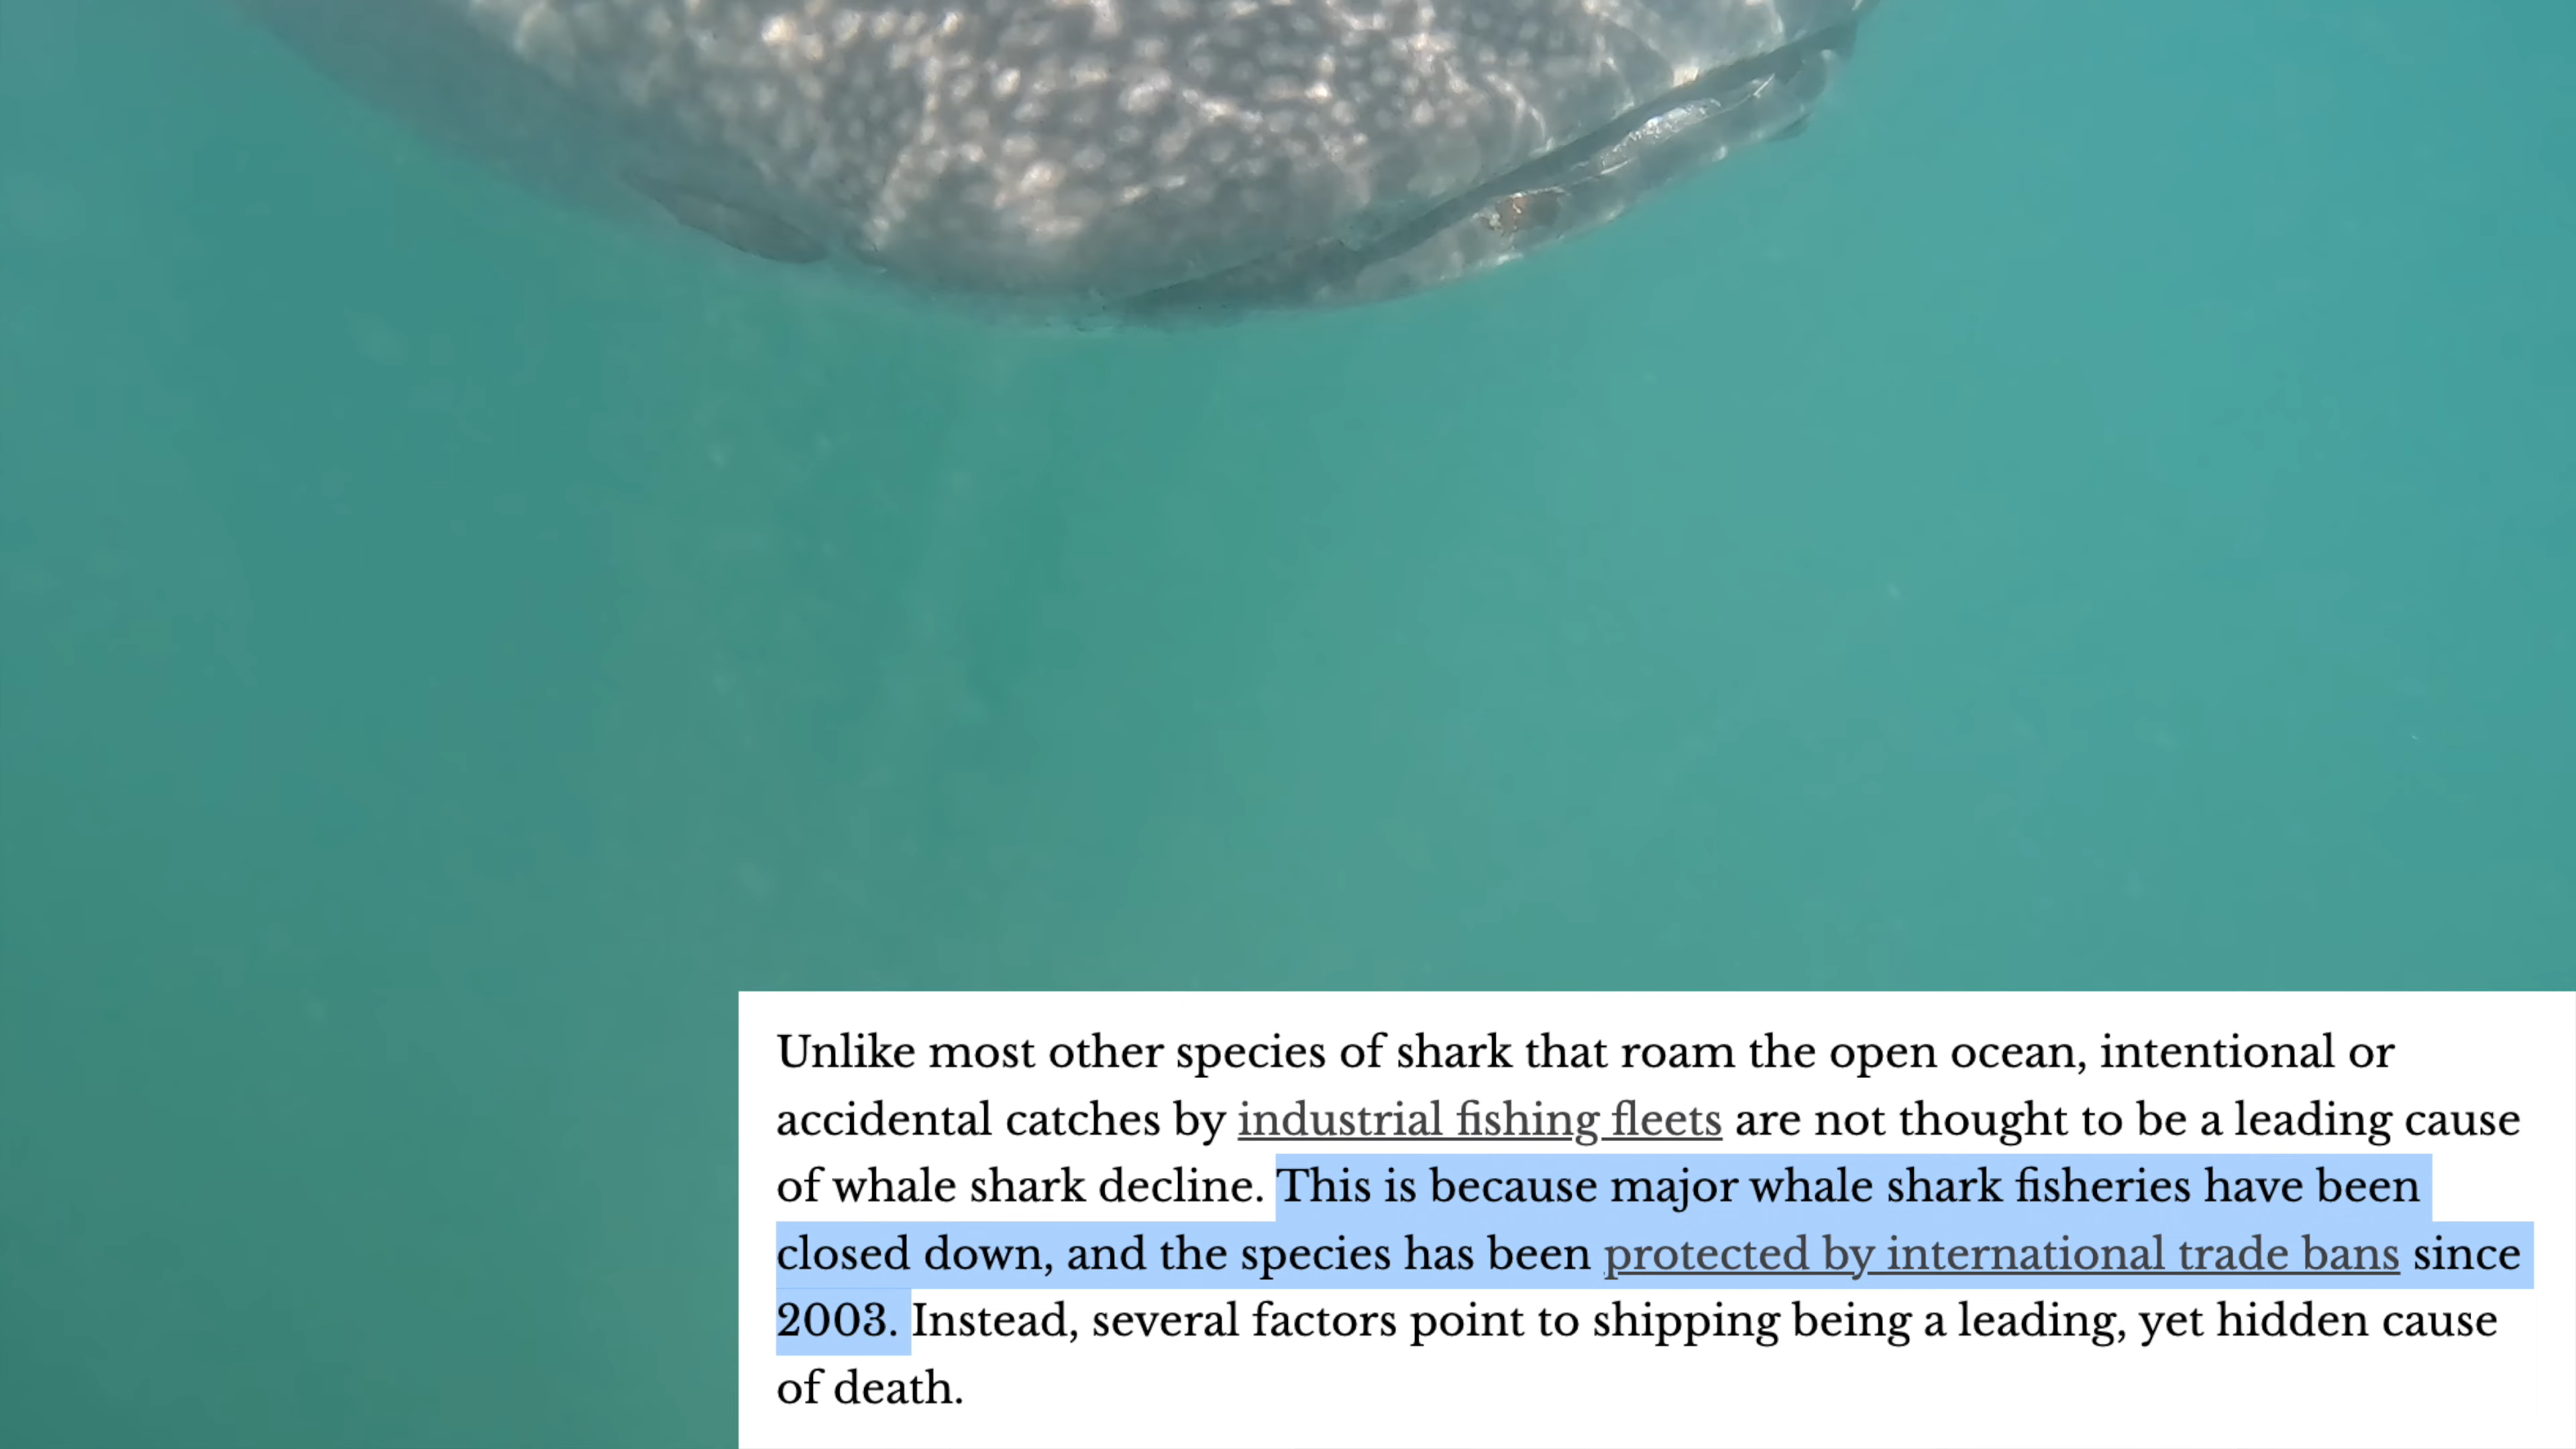 Unlike most other species of shark that roam the open ocean, intentional or
accidental catches by industrial fishing fleets are not thought to be a leading cause
of whale shark decline. This is because major whale shark fisheries have been
closed down, and the species has been protected by international trade bans since
2003. Instead, several factors point to shipping being a leading, yet hidden cause
of death.